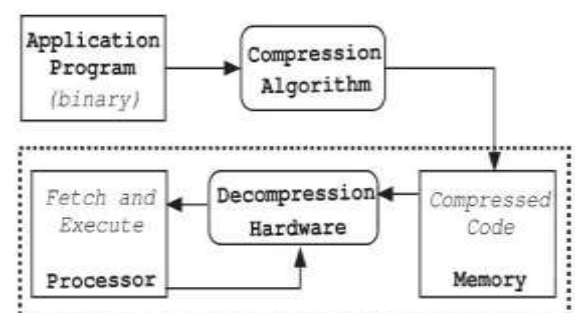 Application
Program
(binary)
Compression
Algorithm
Fetch and
Execute
Processor
Decompression
Hardware
Compressed
Code
Memory